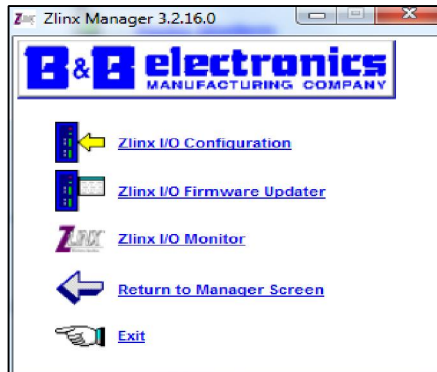 Zlinx Manager 3.2.16.0
B&B electronics
MANUFACTURING COMPANY
Zlinx I/O Configuration
Zlinx I/O Firmware Updater
ZLINX Zlinx I/O Monitor
Return to Manager Screen
Exit